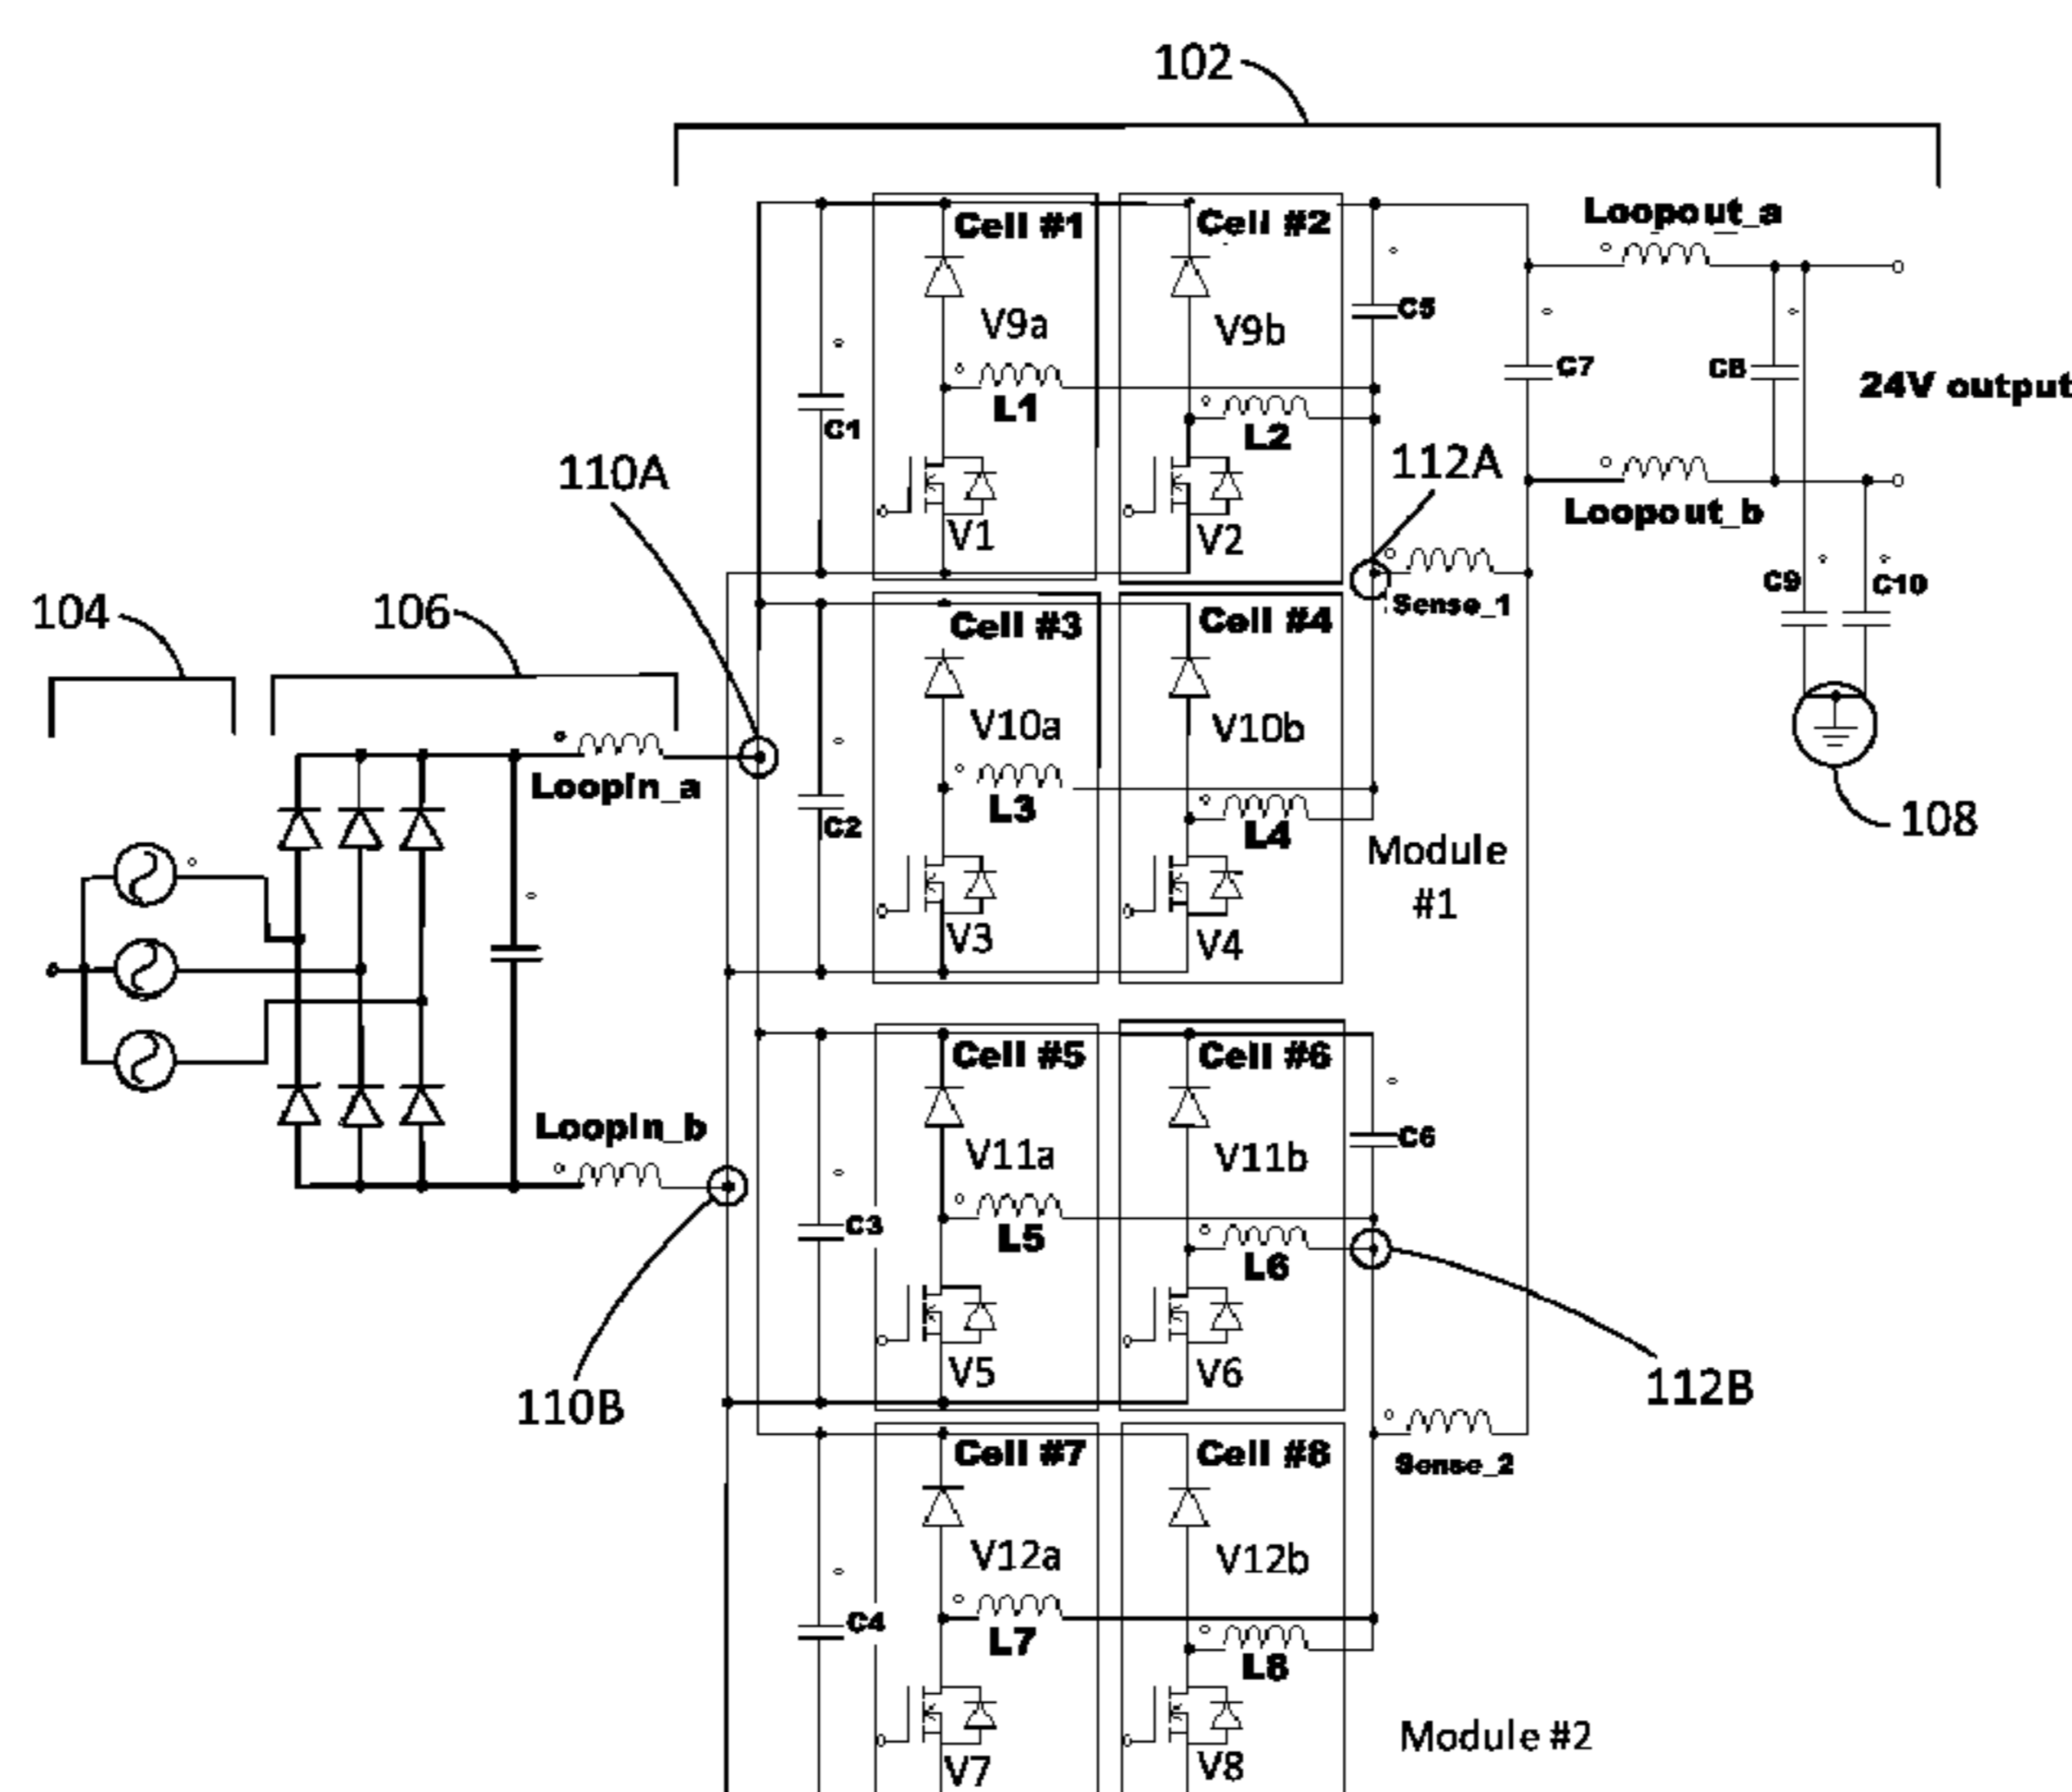 102
Cell #1
Cell #2
Loopout_a
V9a
V9b
C5
C7
C8
24V output
L1
L2
C1
110A
112A
Loopout_b
V1
V2
C9
C10
Sense_1
104
106
Cell #3
Cell #4
V10a
V10b
LoopIn_a
L3
L4
C2
108
Module
#1
V3
V4
Cell #5
Cell #6
LoopIn_b
V11a
V11b
C6
C3
L5
L6
V5
V6
110B
112B
Cell #7
Cell #8
Sense_2
V12a
V12b
C4
L7
L8
Module #2
V7
V8